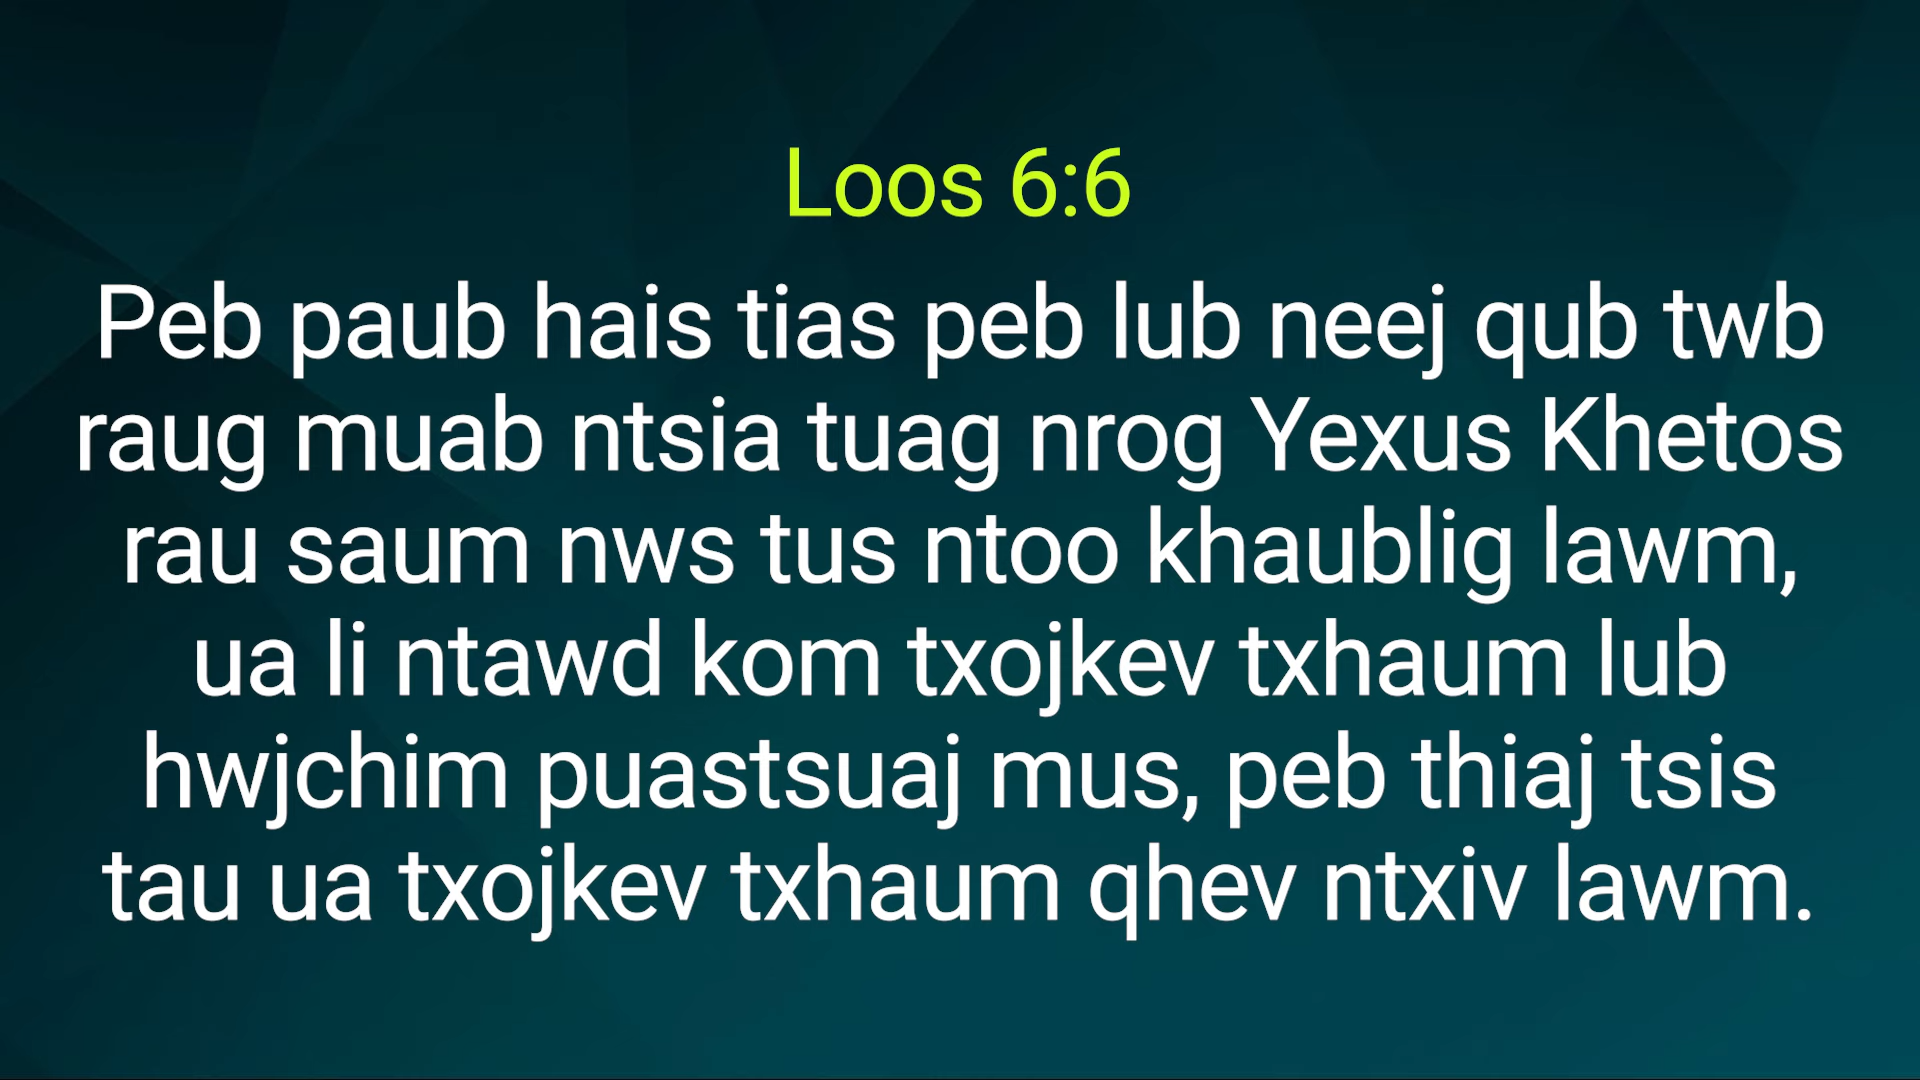 Loos 6:6
Peb paub hais tias peb lub neej qub twb
raug muab ntsia tuag nrog Yexus Khetos
rau saum nws tus ntoo khaublig lawm,
ua li ntawd kom txojkev txhaum lub
hwjchim puastsuaj mus, peb thiaj tsis
tau ua txojkev txhaum qhev ntxiv lawm.